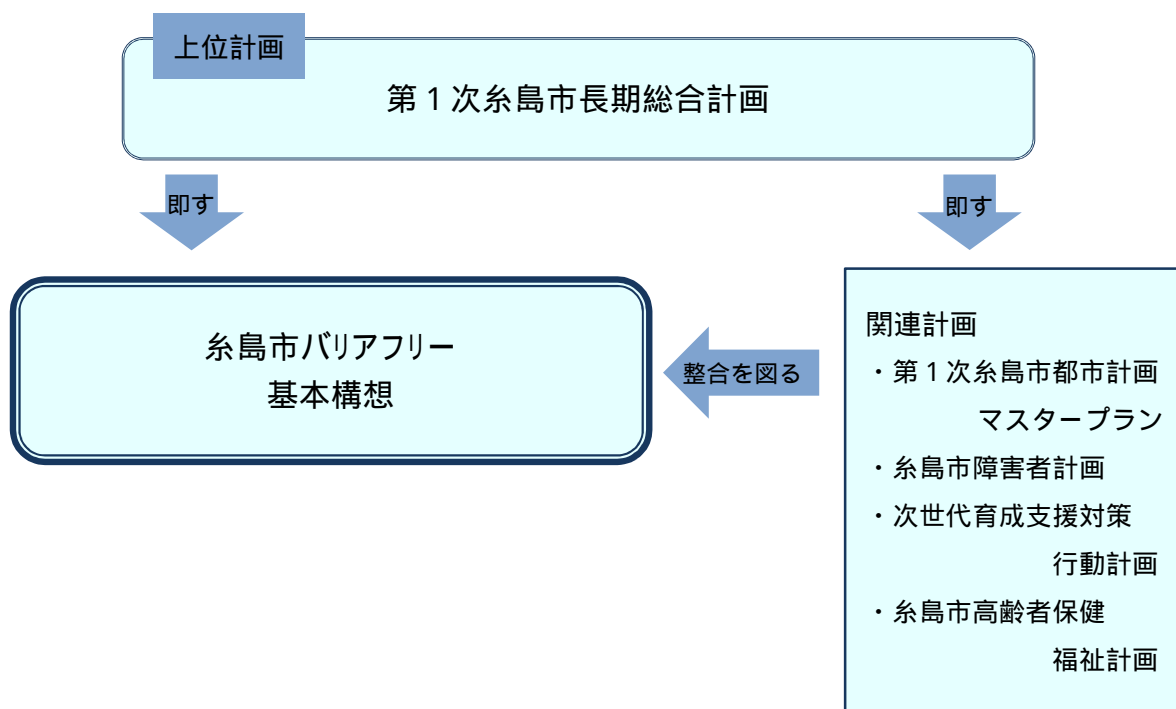 上位計画
第1次糸島市長期総合計画
即す
即す
糸島市バリアフリー
基本構想
整合を図る
関連計画
・第1次糸島市都市計画
マスタープラン
・糸島市障害者計画
・次世代育成支援対策
行動計画
・糸島市高齢者保健
福祉計画